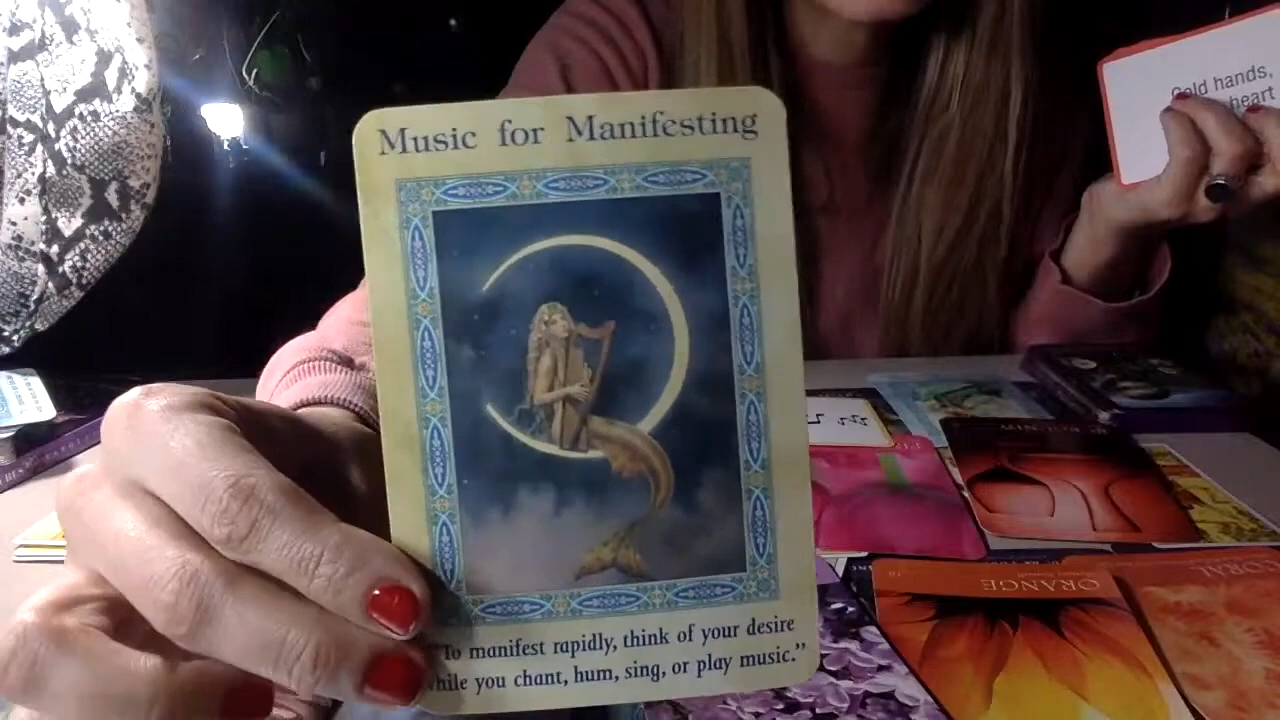 Music for Manifesting
"To manifest rapidly, think of your desire
while you chant, hum, sing, or play music."
Cold hands,
heart
ORANGE
CORAL